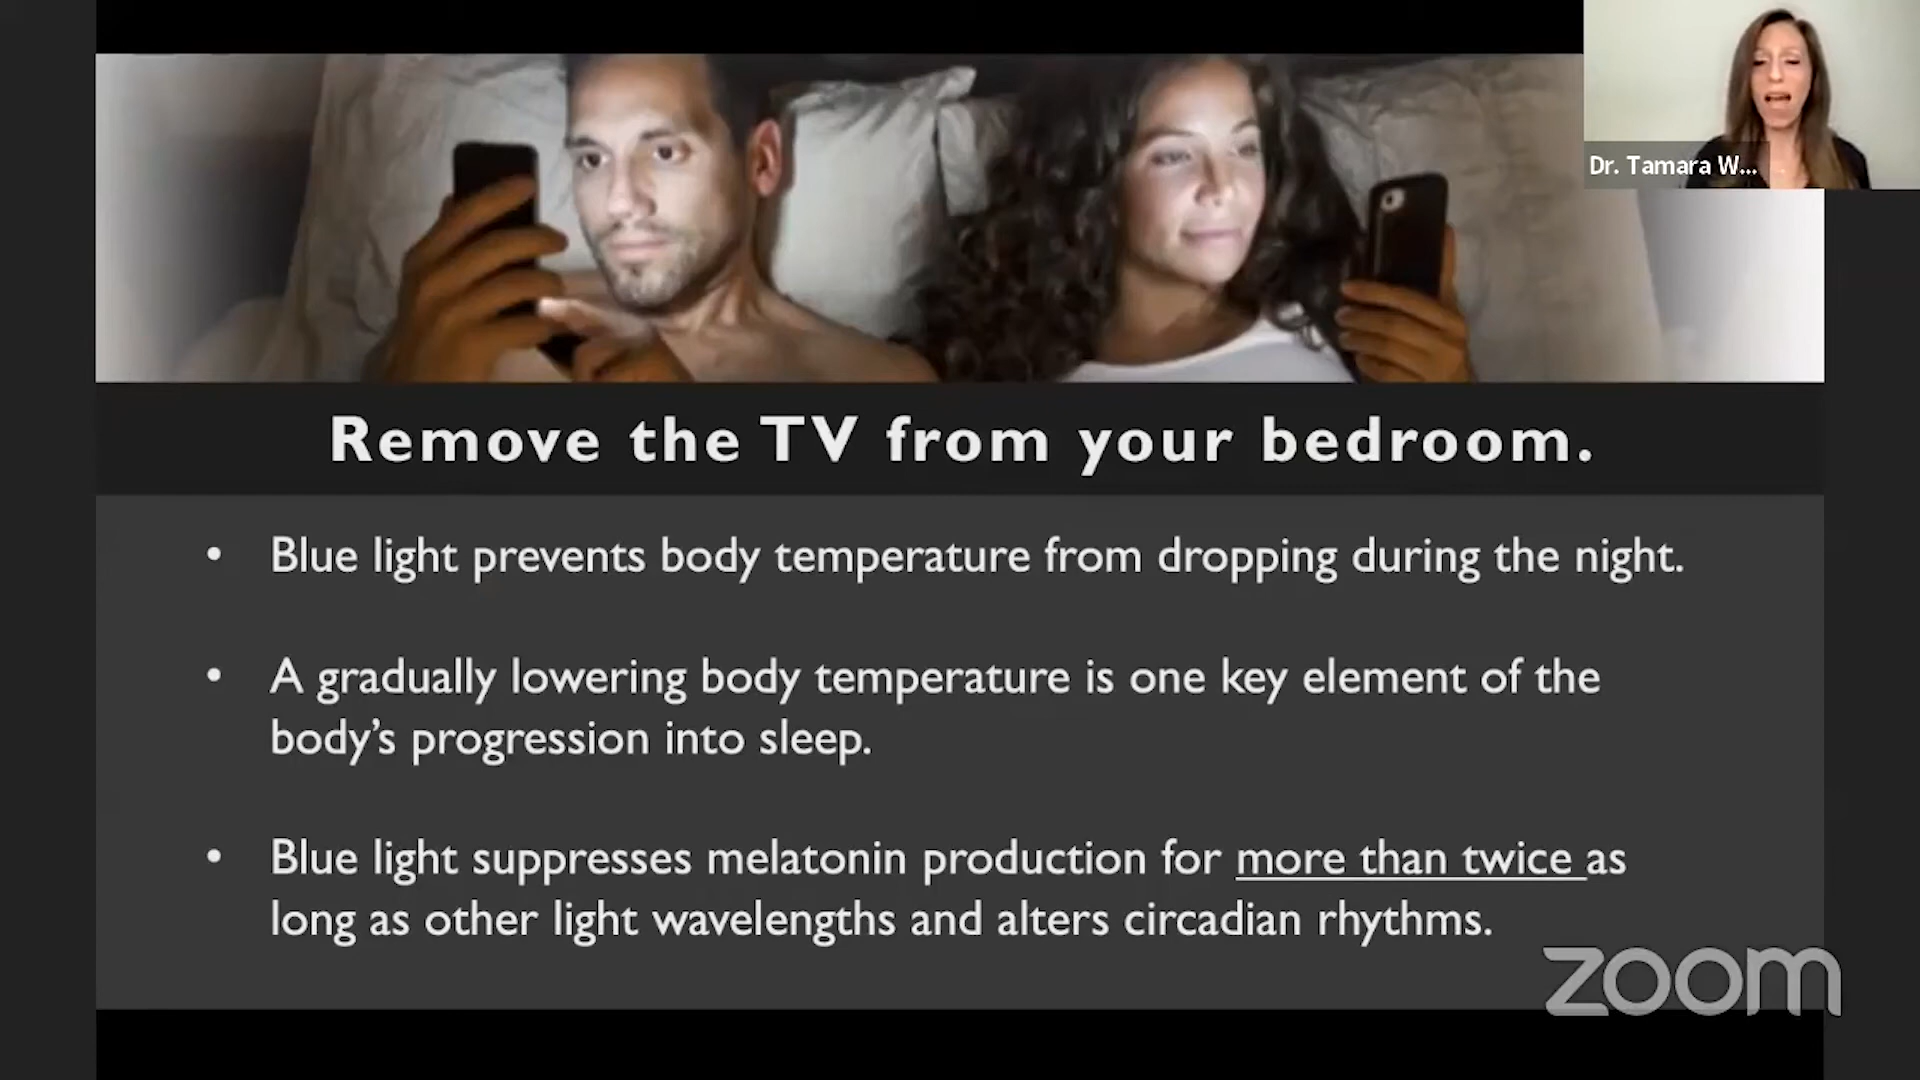 Dr. Tamara W...
Remove the TV from your bedroom.
• Blue light prevents body temperature from dropping during the night.
• A gradually lowering body temperature is one key element of the
body’s progression into sleep.
• Blue light suppresses melatonin production for more than twice as
long as other light wavelengths and alters circadian rhythms.
zoom